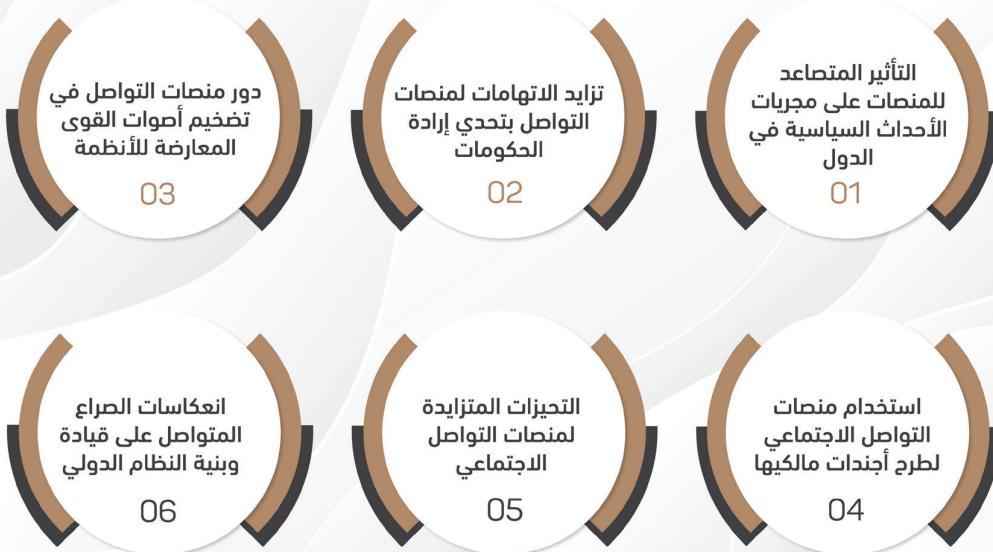 التأثير المتصاعد
للمنصات على مجريات
الأحداث السياسية في
الدول
01
تزايد الاتهامات لمنصات
التواصل بتحدي إرادة
الحكومات
02
دور منصات التواصل في
تضخيم أصوات القوى
المعارضة للأنظمة
03
استخدام منصات
التواصل الاجتماعي
لطرح أجندات مالكيها
04
التحيزات المتزايدة
لمنصات التواصل
الاجتماعي
05
انعكاسات الصراع
المتواصل على قيادة
وبنية النظام الدولي
06